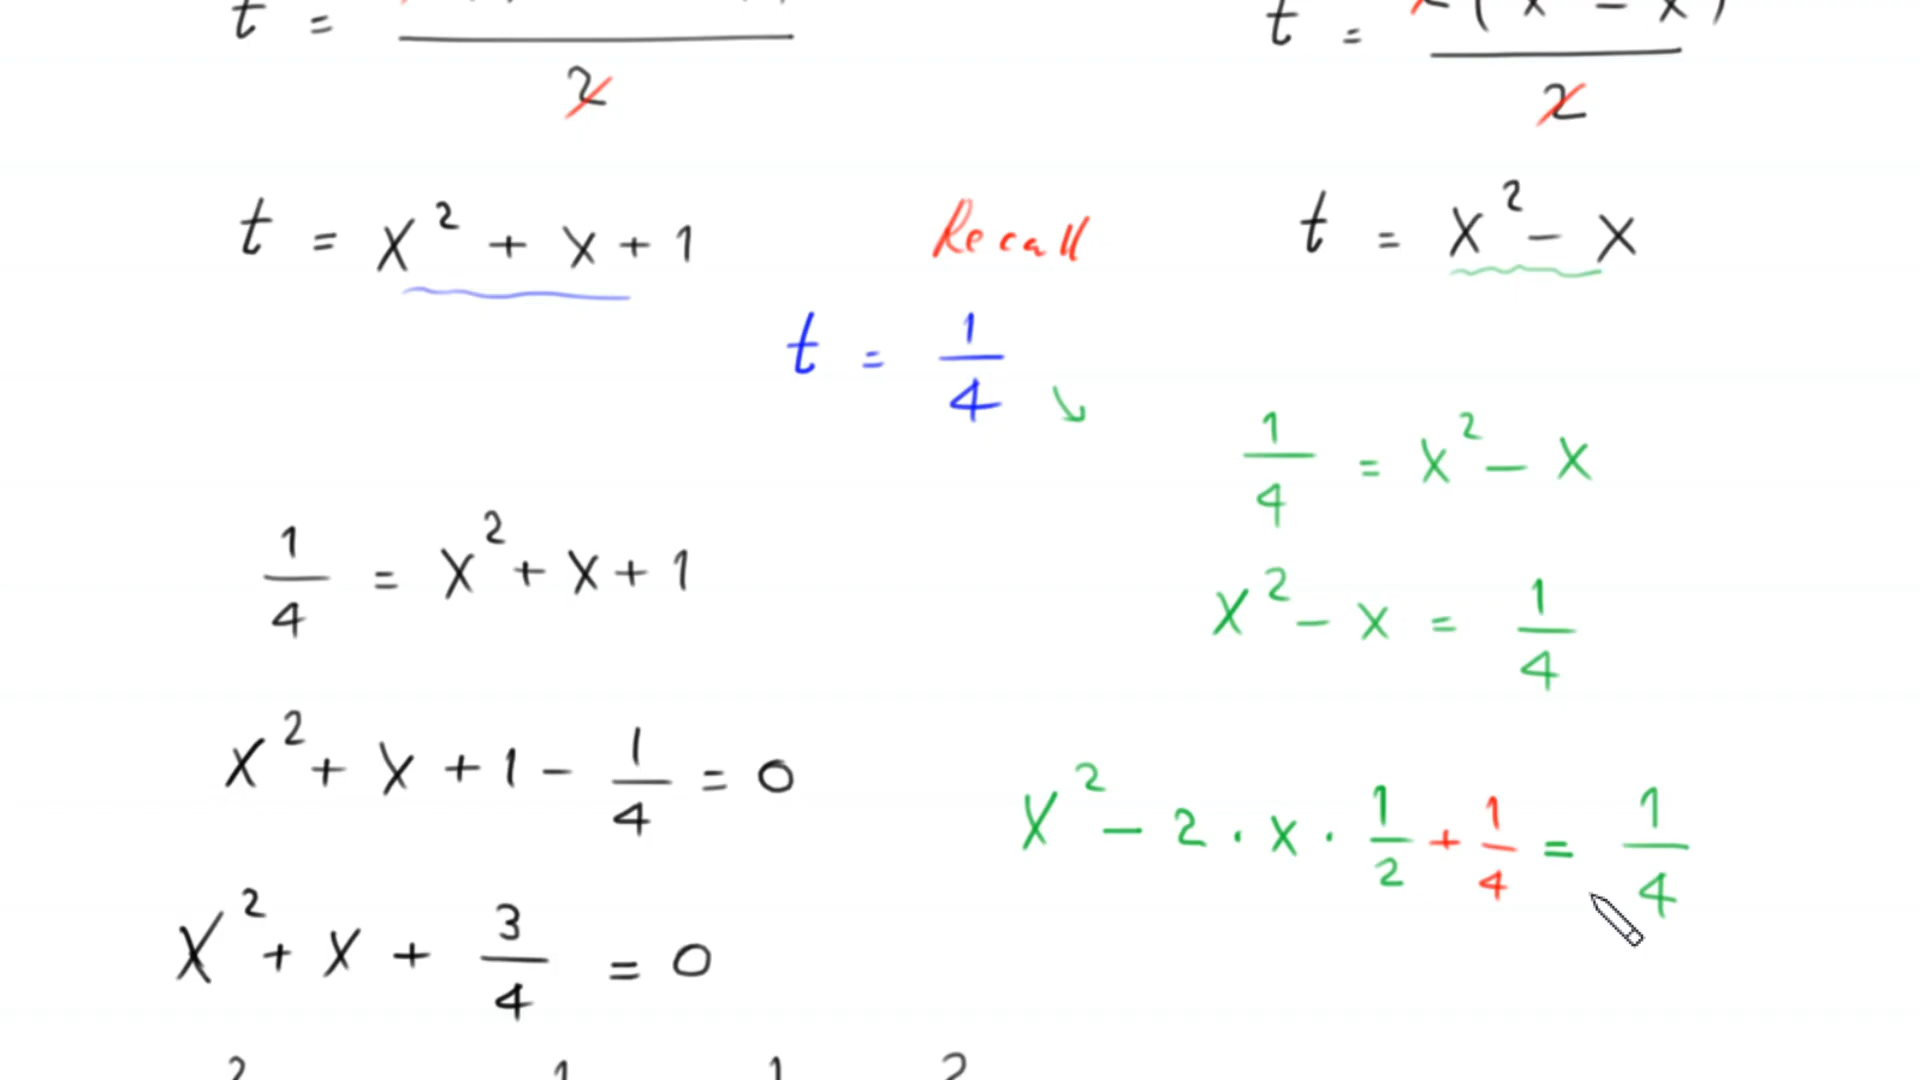 t =
2
t = x² + x + 1
1/4 = x² + x + 1
x² + x + 1 - 1/4 = 0
x² + x + 3/4 = 0
Recall
t = 1/4 ↘
t =
2
t = x² - x
1/4 = x² - x
x² - x = 1/4
x² - 2 · x · 1/2 + 1/4 = 1/4